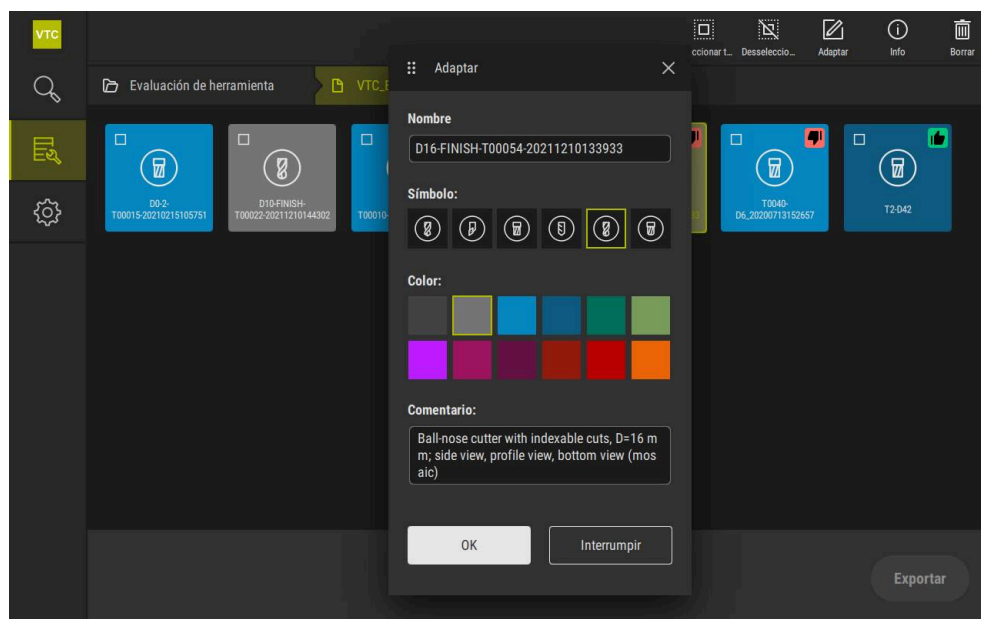 VTC
ccionar t...
Desseleccio...
Adaptar
Info
Borrar
Evaluación de herramienta
VTC_E
Adaptar
Nombre
D16-FINISH-T00054-20211210133933
Símbolo:
Color:
Comentario:
Ball-nose cutter with indexable cuts, D=16 m
m; side view, profile view, bottom view (mos
aic)
OK
Interrumpir
D0-2-
T00015-20210215105751
D10-FINISH-
T00022-20211210144302
T00010-
T0040-
D6_20200713152657
T2-D42
Exportar